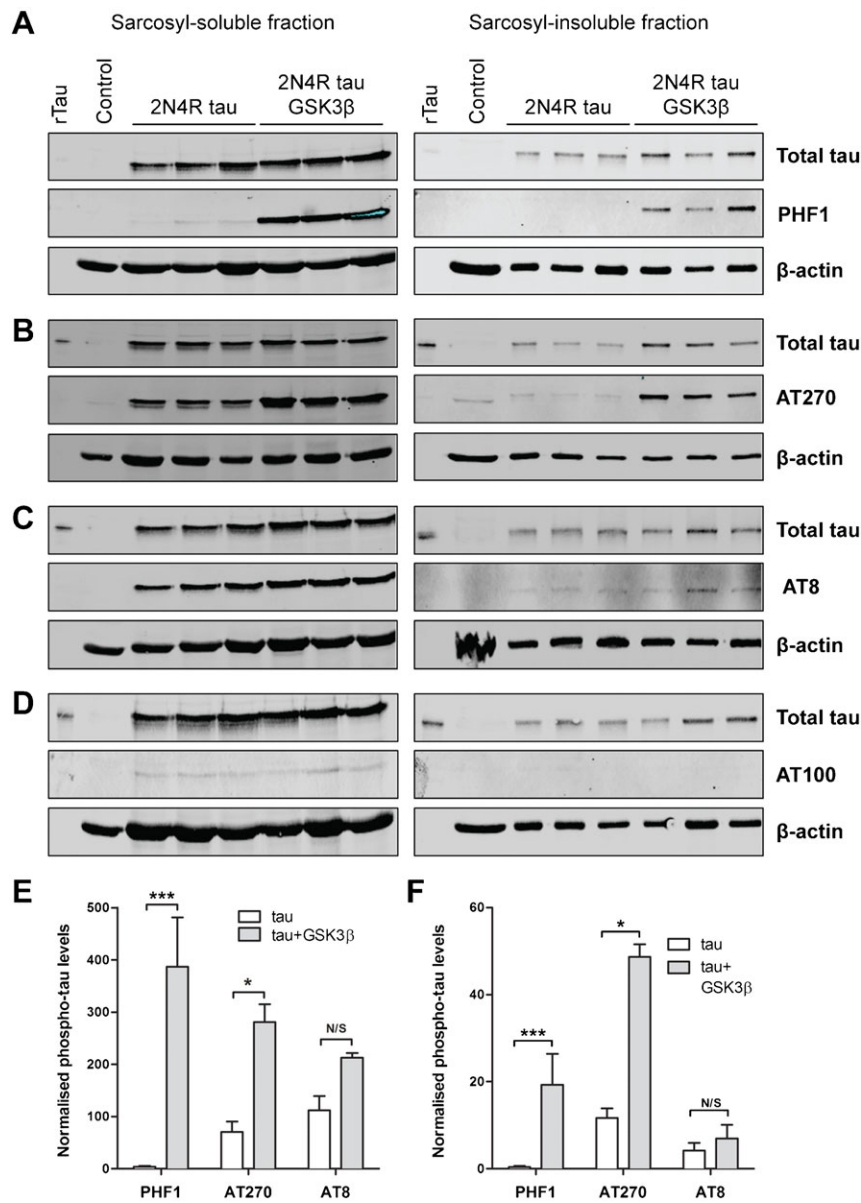 A
Sarcosyl-soluble fraction
Sarcosyl-insoluble fraction
rTau
Control
2N4R tau
2N4R tau
GSK3β
rTau
Control
2N4R tau
2N4R tau
GSK3β
Total tau
PHF1
β-actin
B
Total tau
AT270
β-actin
C
Total tau
AT8
β-actin
D
Total tau
AT100
β-actin
E
Normalised phospho-tau levels
500
400
300
200
100
0
***
*
N/S
tau
tau+GSK3β
PHF1
AT270
AT8
F
Normalised phospho-tau levels
60
40
20
0
***
*
N/S
tau
tau+
GSK3β
PHF1
AT270
AT8